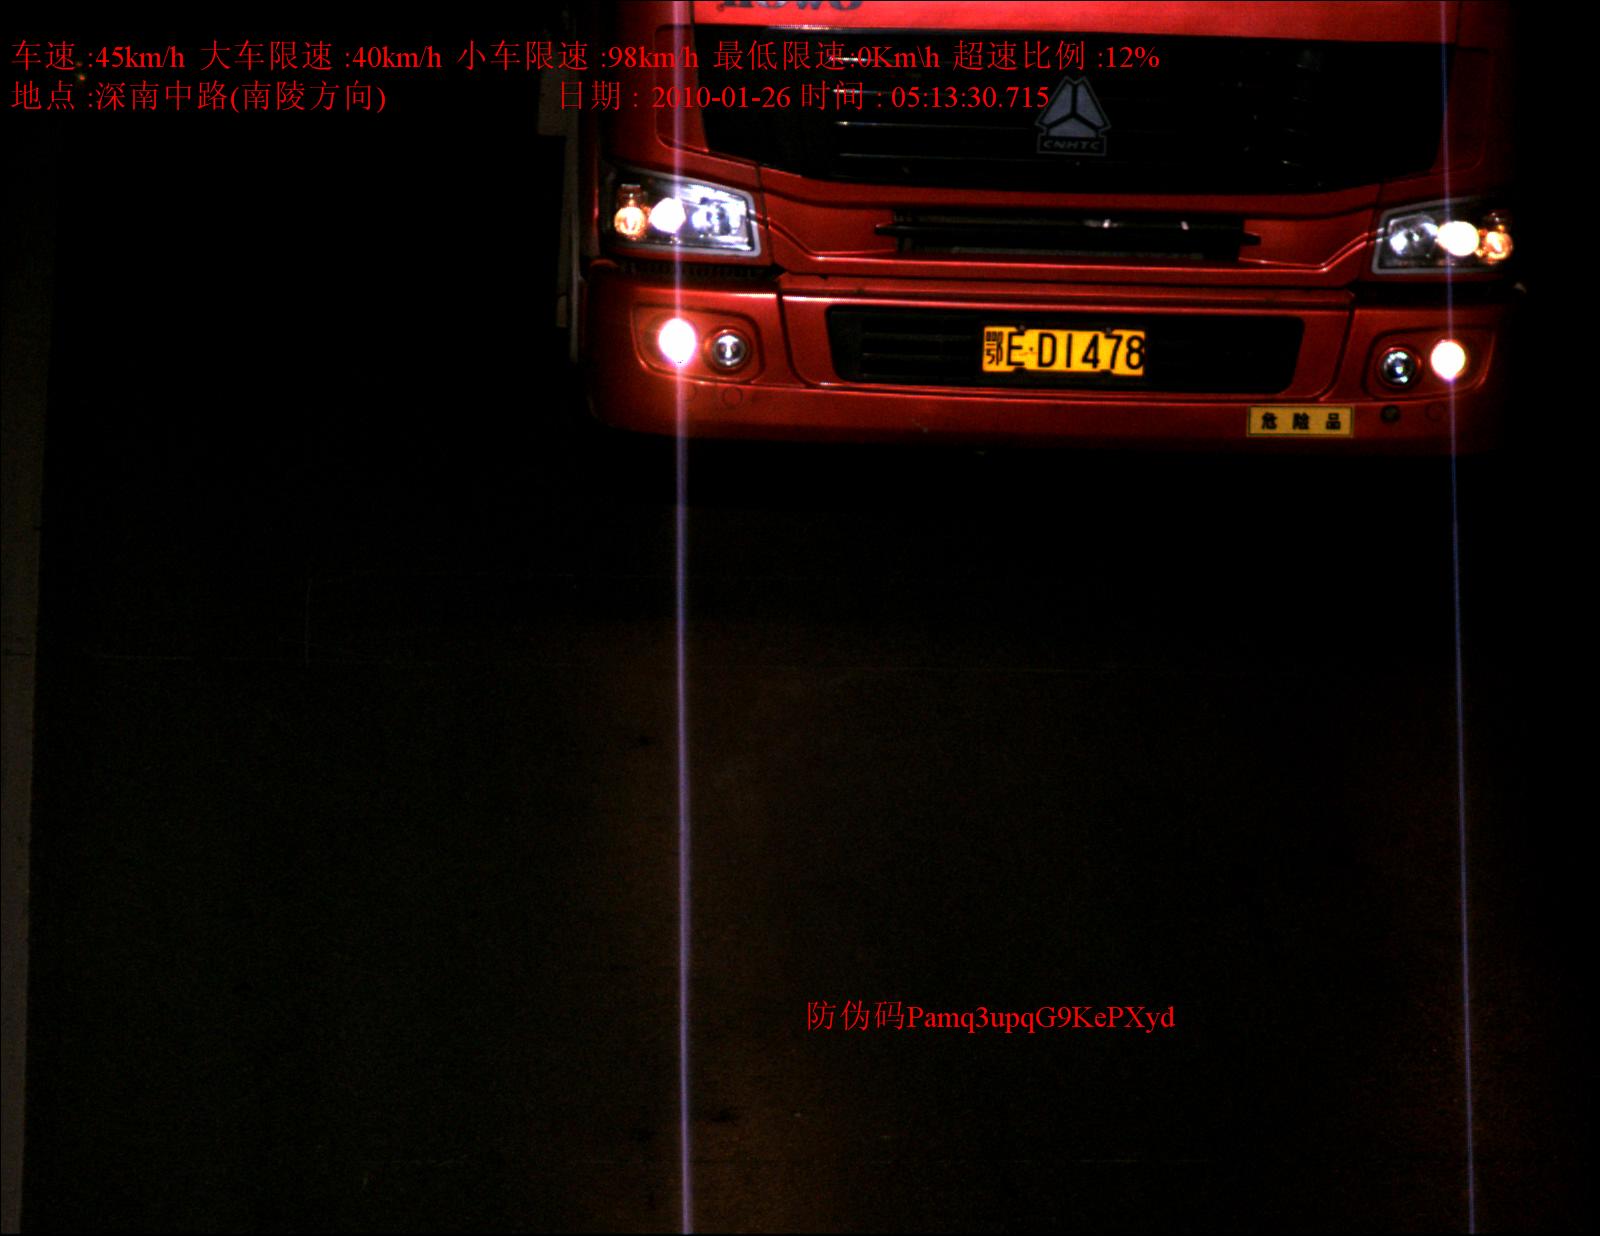 HOWO
车速:45km/h 大车限速:40km/h 小车限速:98km/h 最低限速:0Km\h 超速比例:12%
地点:深南中路(南陵方向) 日期: 2010-01-26 时间: 05:13:30.715
CNHTC
鄂E·D1478
危险品
防伪码Pamq3upqG9KePXyd